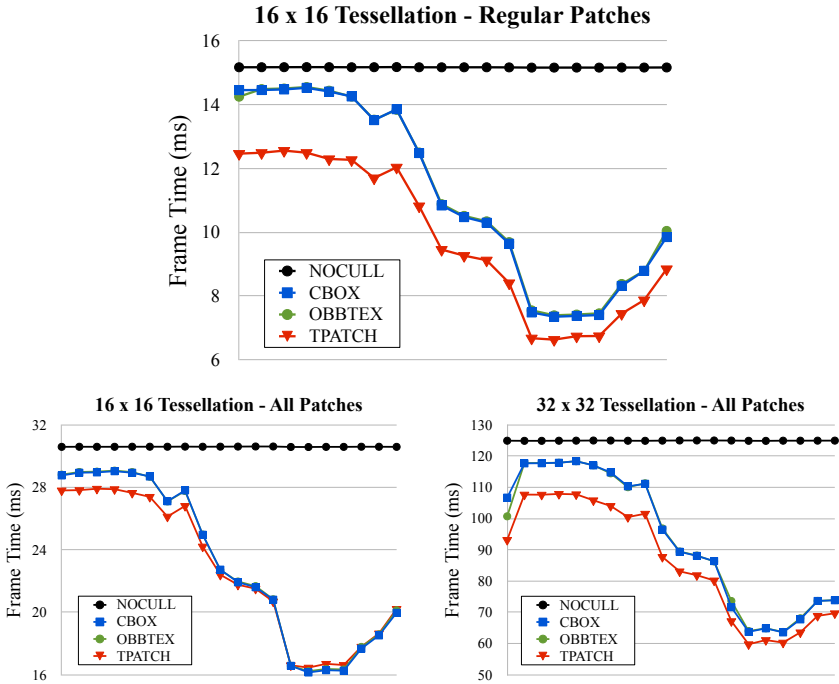 16 x 16 Tessellation - Regular Patches
Frame Time (ms)
16
14
12
10
8
6
NOCULL
CBOX
OBBTEX
TPATCH
16 x 16 Tessellation - All Patches
Frame Time (ms)
32
28
24
20
16
NOCULL
CBOX
OBBTEX
TPATCH
32 x 32 Tessellation - All Patches
Frame Time (ms)
130
120
110
100
90
80
70
60
50
NOCULL
CBOX
OBBTEX
TPATCH